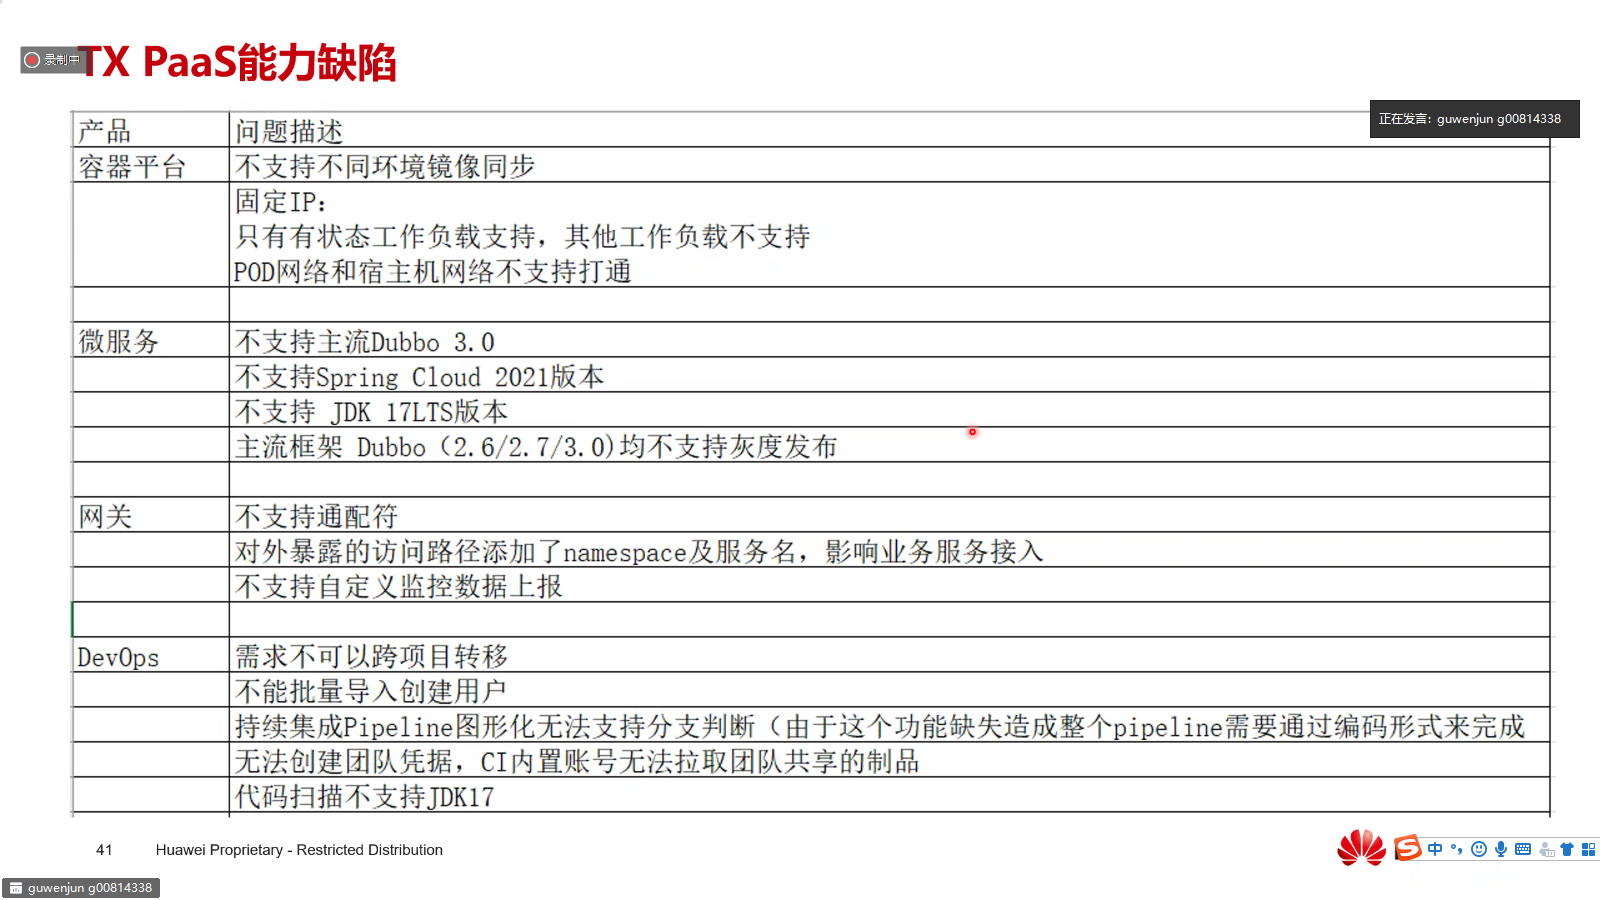 录制中
TX PaaS能力缺陷
正在发言: guwenjun g00814338
产品 问题描述
容器平台 不支持不同环境镜像同步
固定IP：
只有有状态工作负载支持，其他工作负载不支持
POD网络和宿主机网络不支持打通
微服务 不支持主流Dubbo 3.0
不支持Spring Cloud 2021版本
不支持 JDK 17LTS版本
主流框架 Dubbo（2.6/2.7/3.0)均不支持灰度发布
网关 不支持通配符
对外暴露的访问路径添加了namespace及服务名，影响业务服务接入
不支持自定义监控数据上报
DevOps 需求不可以跨项目转移
不能批量导入创建用户
持续集成Pipeline图形化无法支持分支判断（由于这个功能缺失造成整个pipeline需要通过编码形式来完成
无法创建团队凭据，CI内置账号无法拉取团队共享的制品
代码扫描不支持JDK17
41 Huawei Proprietary - Restricted Distribution
S 中
guwenjun g00814338